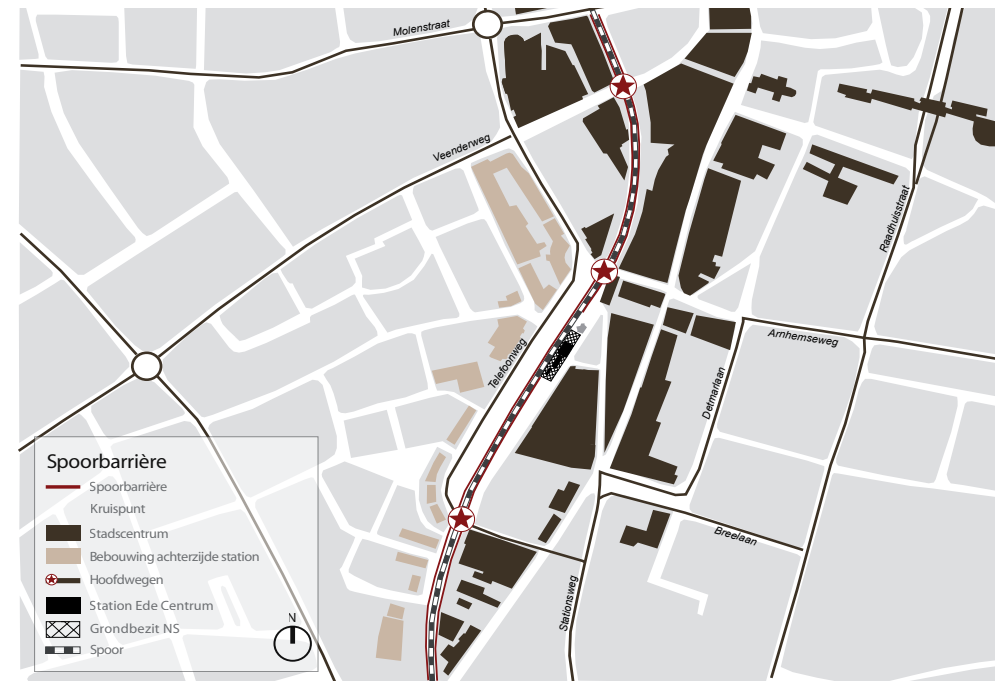 Molenstraat
Veenderweg
Raadhuisstraat
Telefoonweg
Arnhemseweg
Detmarlaan
Breelaan
Stationsweg
Spoorbarrière
Spoorbarrière
Kruispunt
Stadscentrum
Bebouwing achterzijde station
Hoofdwegen
Station Ede Centrum
Grondbezit NS
Spoor
N